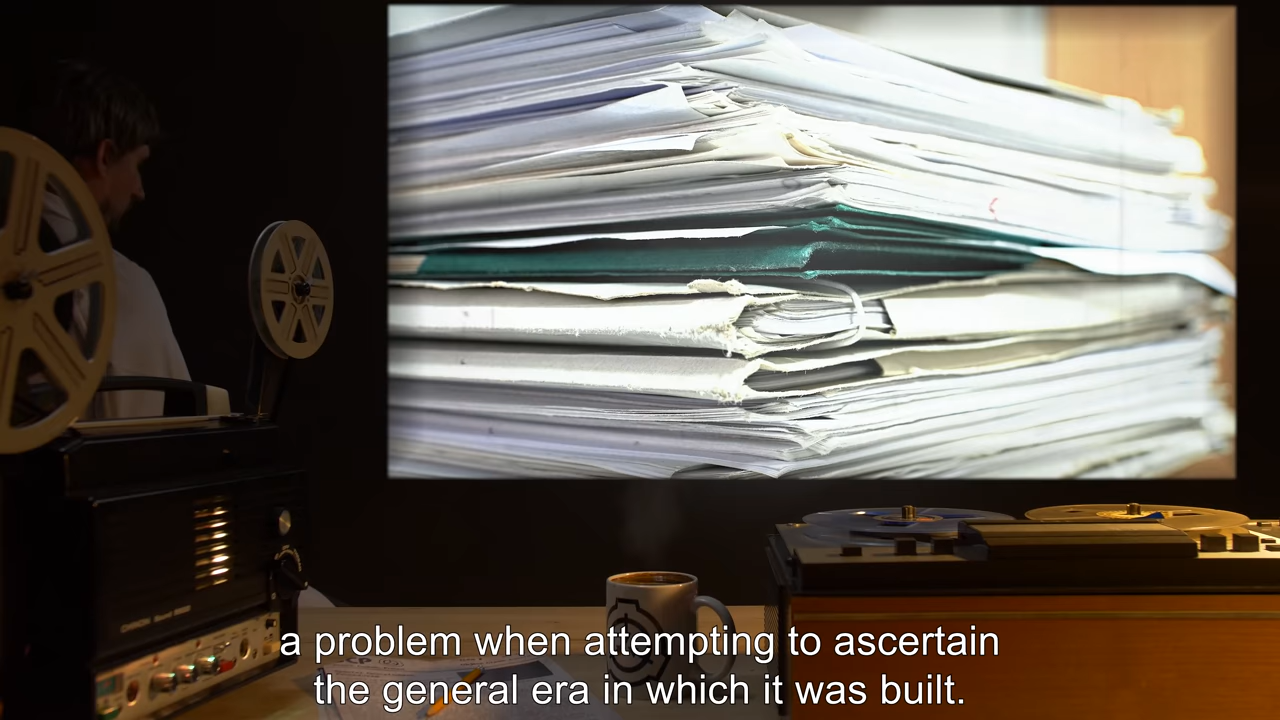 a problem when attempting to ascertain
the general era in which it was built.